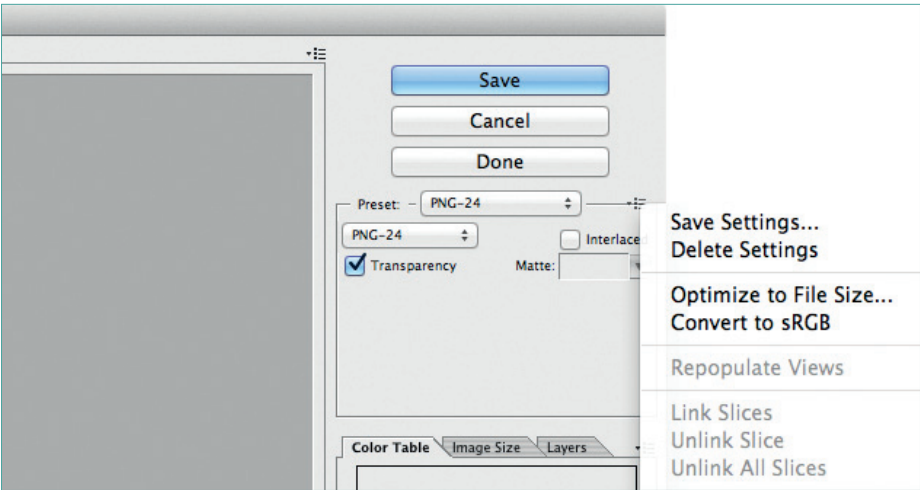 Save
Cancel
Done
Preset: PNG-24
PNG-24 Interlaced
Transparency Matte:
Color Table Image Size Layers
Save Settings...
Delete Settings
Optimize to File Size...
Convert to sRGB
Repopulate Views
Link Slices
Unlink Slice
Unlink All Slices